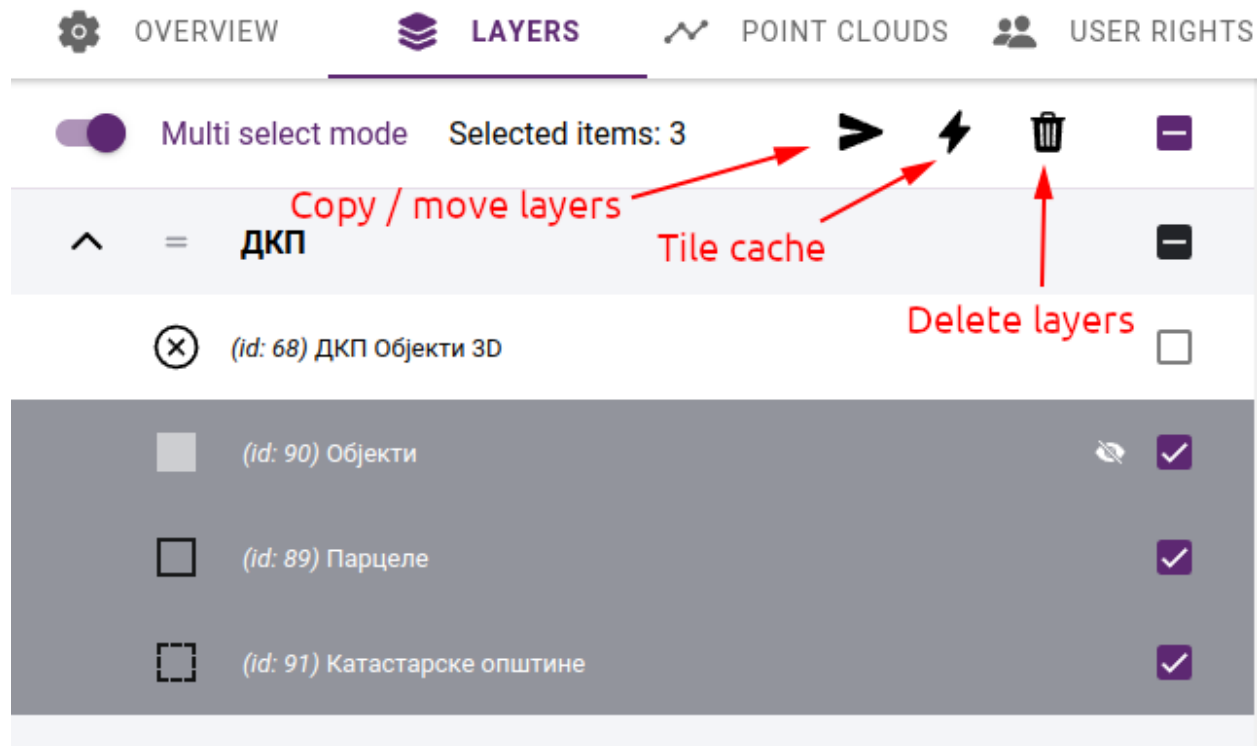 OVERVIEW LAYERS POINT CLOUDS USER RIGHTS
Multi select mode Selected items: 3
Copy / move layers
ДКП
Tile cache
Delete layers
(id: 68) ДКП Објекти 3D
(id: 90) Објекти
(id: 89) Парцеле
(id: 91) Катастарске општине